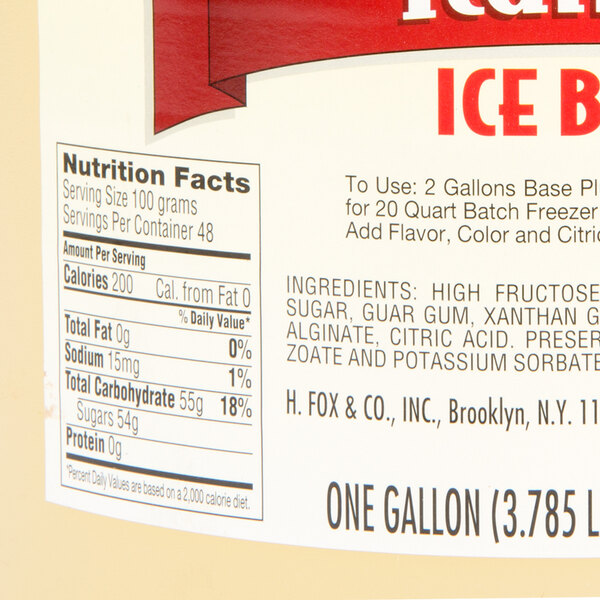 ICE B
Nutrition Facts
Serving Size 100 grams
Servings Per Container 48
Amount Per Serving
Calories 200 Cal. from Fat 0
% Daily Value*
Total Fat 0g 0%
Sodium 15mg 1%
Total Carbohydrate 55g 18%
Sugars 54g
Protein 0g
*Percent Daily Values are based on a 2,000 calorie diet.
To Use: 2 Gallons Base Pl
for 20 Quart Batch Freezer
Add Flavor, Color and Citric
INGREDIENTS: HIGH FRUCTOSE
SUGAR, GUAR GUM, XANTHAN G
ALGINATE, CITRIC ACID. PRESER
ZOATE AND POTASSIUM SORBATE
H. FOX & CO., INC., Brooklyn, N.Y. 11
ONE GALLON (3.785 L